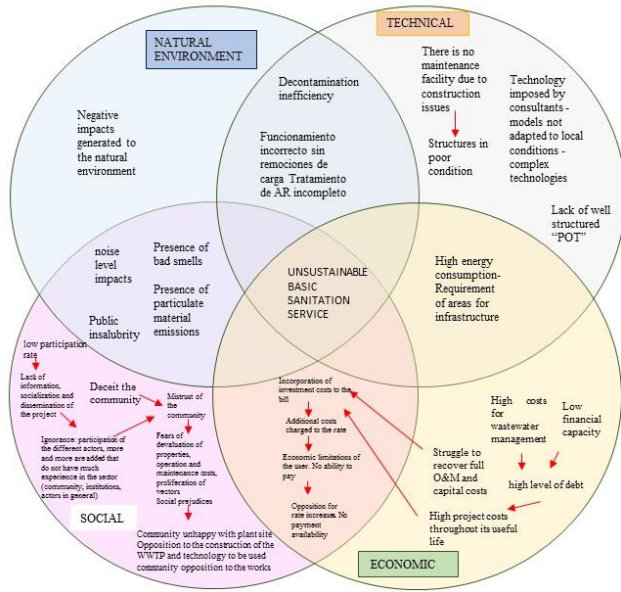 NATURAL
ENVIRONMENT
TECHNICAL
Negative
impacts
generated to
the natural
environment
Decontamination
inefficiency
Funcionamiento
incorrecto sin
remociones de
carga Tratamiento
de AR incompleto
There is no
maintenance
facility due to
construction
issues
Structures in
poor
condition
Technology
imposed by
consultants -
models not
adapted to local
conditions -
complex
technologies
Lack of well
structured
“POT”
noise
level
impacts
Presence of
bad smells
Presence of
particulate
material
emissions
Public
insalubrity
UNSUSTAINABLE
BASIC
SANITATION
SERVICE
High energy
consumption-
Requirement
of areas for
infrastructure
low participation
rate
Lack of
information,
socialization and
dissemination of
the project
Deceit the
community
Mistrust of
the
community
Ignorance: participation of
the different actors, more
and more are added that
do not have much
experience in the sector
(community, institutions,
actors in general)
Fears of
devaluation of
properties,
operation and
maintenance costs,
proliferation of
vectors
Social prejudices
SOCIAL
Community unhappy with plant site
Opposition to the construction of the
WWTP and technology to be used
community opposition to the works
Incorporation of
investment costs to the
bill
Additional costs
charged to the rate
Economic limitations
of the user. No ability
to pay
Opposition for
rate increases. No
payment
availability
Struggle to
recover full
O&M and
capital costs
High costs
for
wastewater
management
Low
financial
capacity
high level of debt
High project costs
throughout its useful
life
ECONOMIC